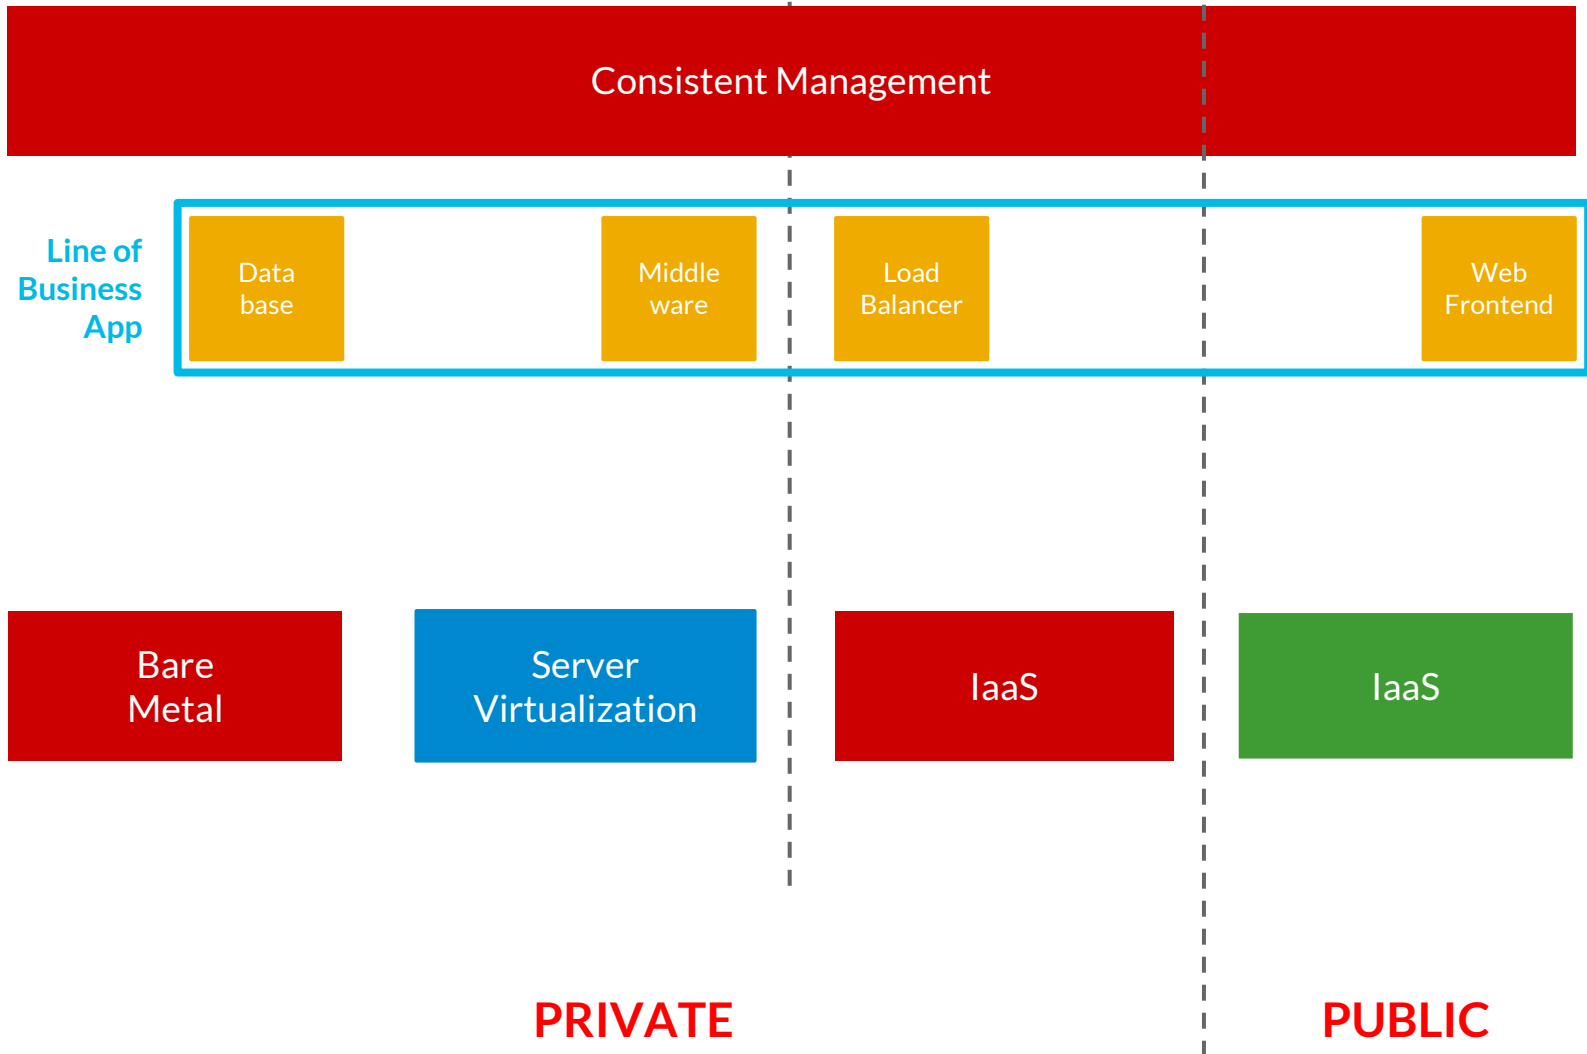 Consistent Management
Line of
Business
App
Data
base
Middle
ware
Load
Balancer
Web
Frontend
Bare
Metal
Server
Virtualization
IaaS
IaaS
PRIVATE
PUBLIC